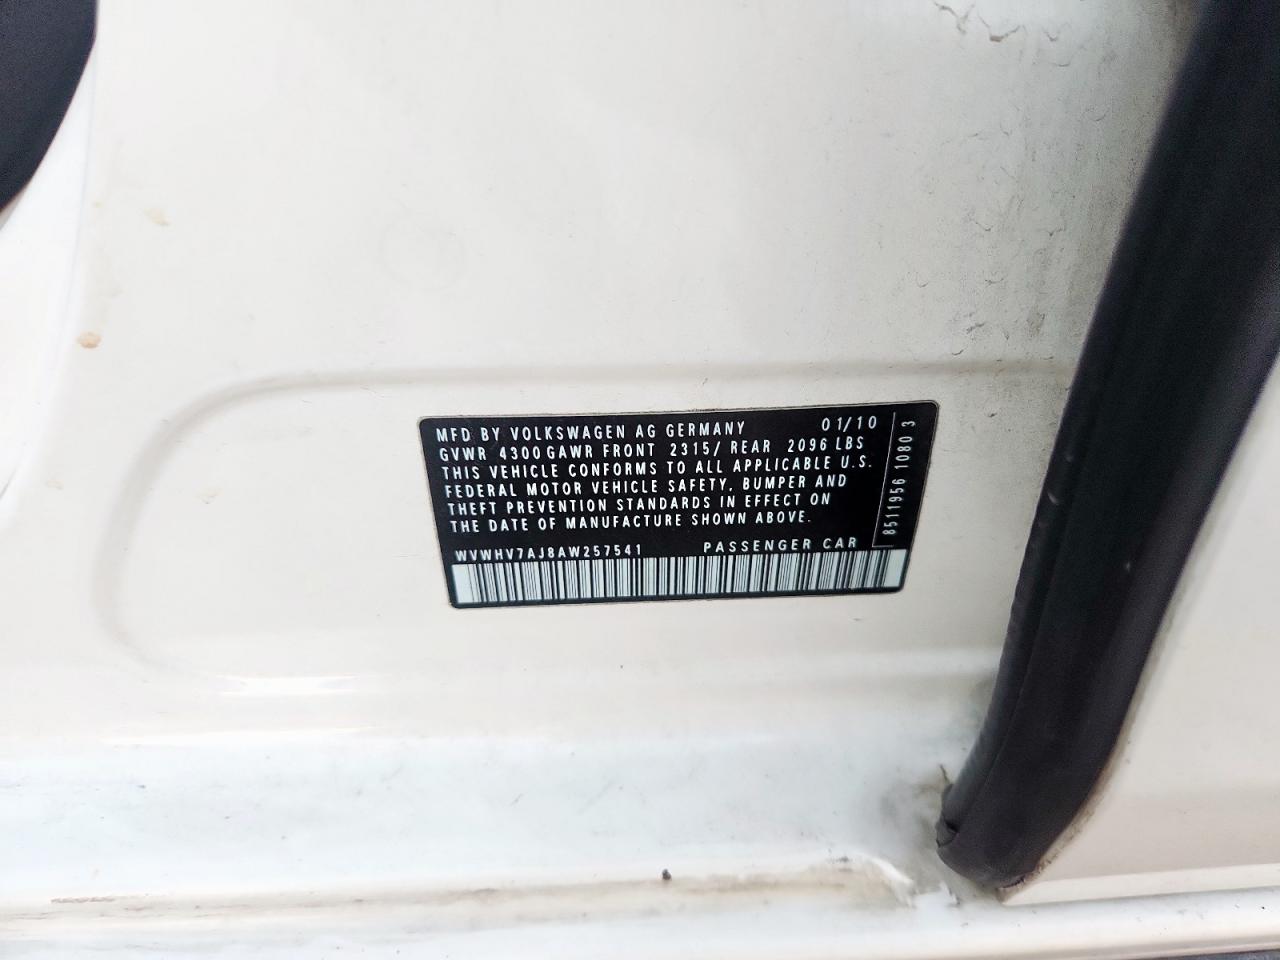 MFD BY VOLKSWAGEN AG GERMANY 01/10
GVWR 4300 GAWR FRONT 2315/ REAR 2096 LBS
THIS VEHICLE CONFORMS TO ALL APPLICABLE U.S.
FEDERAL MOTOR VEHICLE SAFETY, BUMPER AND
THEFT PREVENTION STANDARDS IN EFFECT ON
THE DATE OF MANUFACTURE SHOWN ABOVE.
WVWHV7AJ8AW257541 PASSENGER CAR
8511956 1080 3